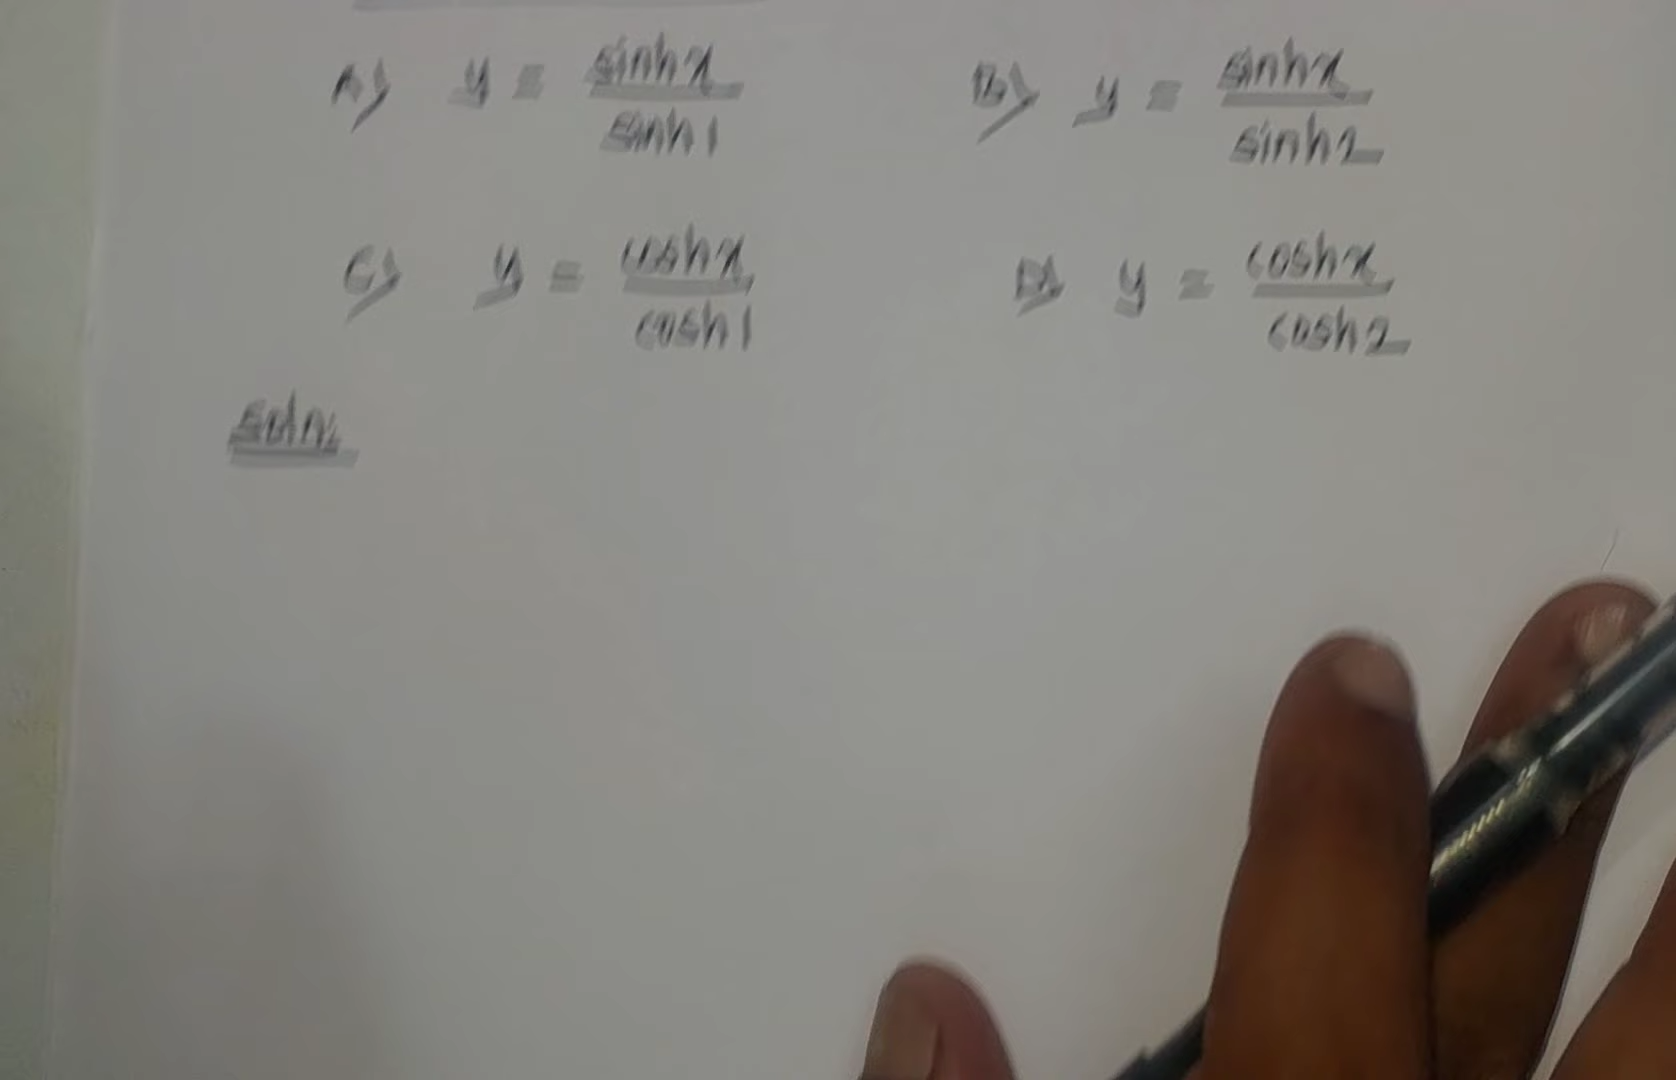 A) y = sinhx / sinh1 B) y = sinhx / sinh2
C) y = coshx / cosh1 D) y = coshx / cosh2
soln: